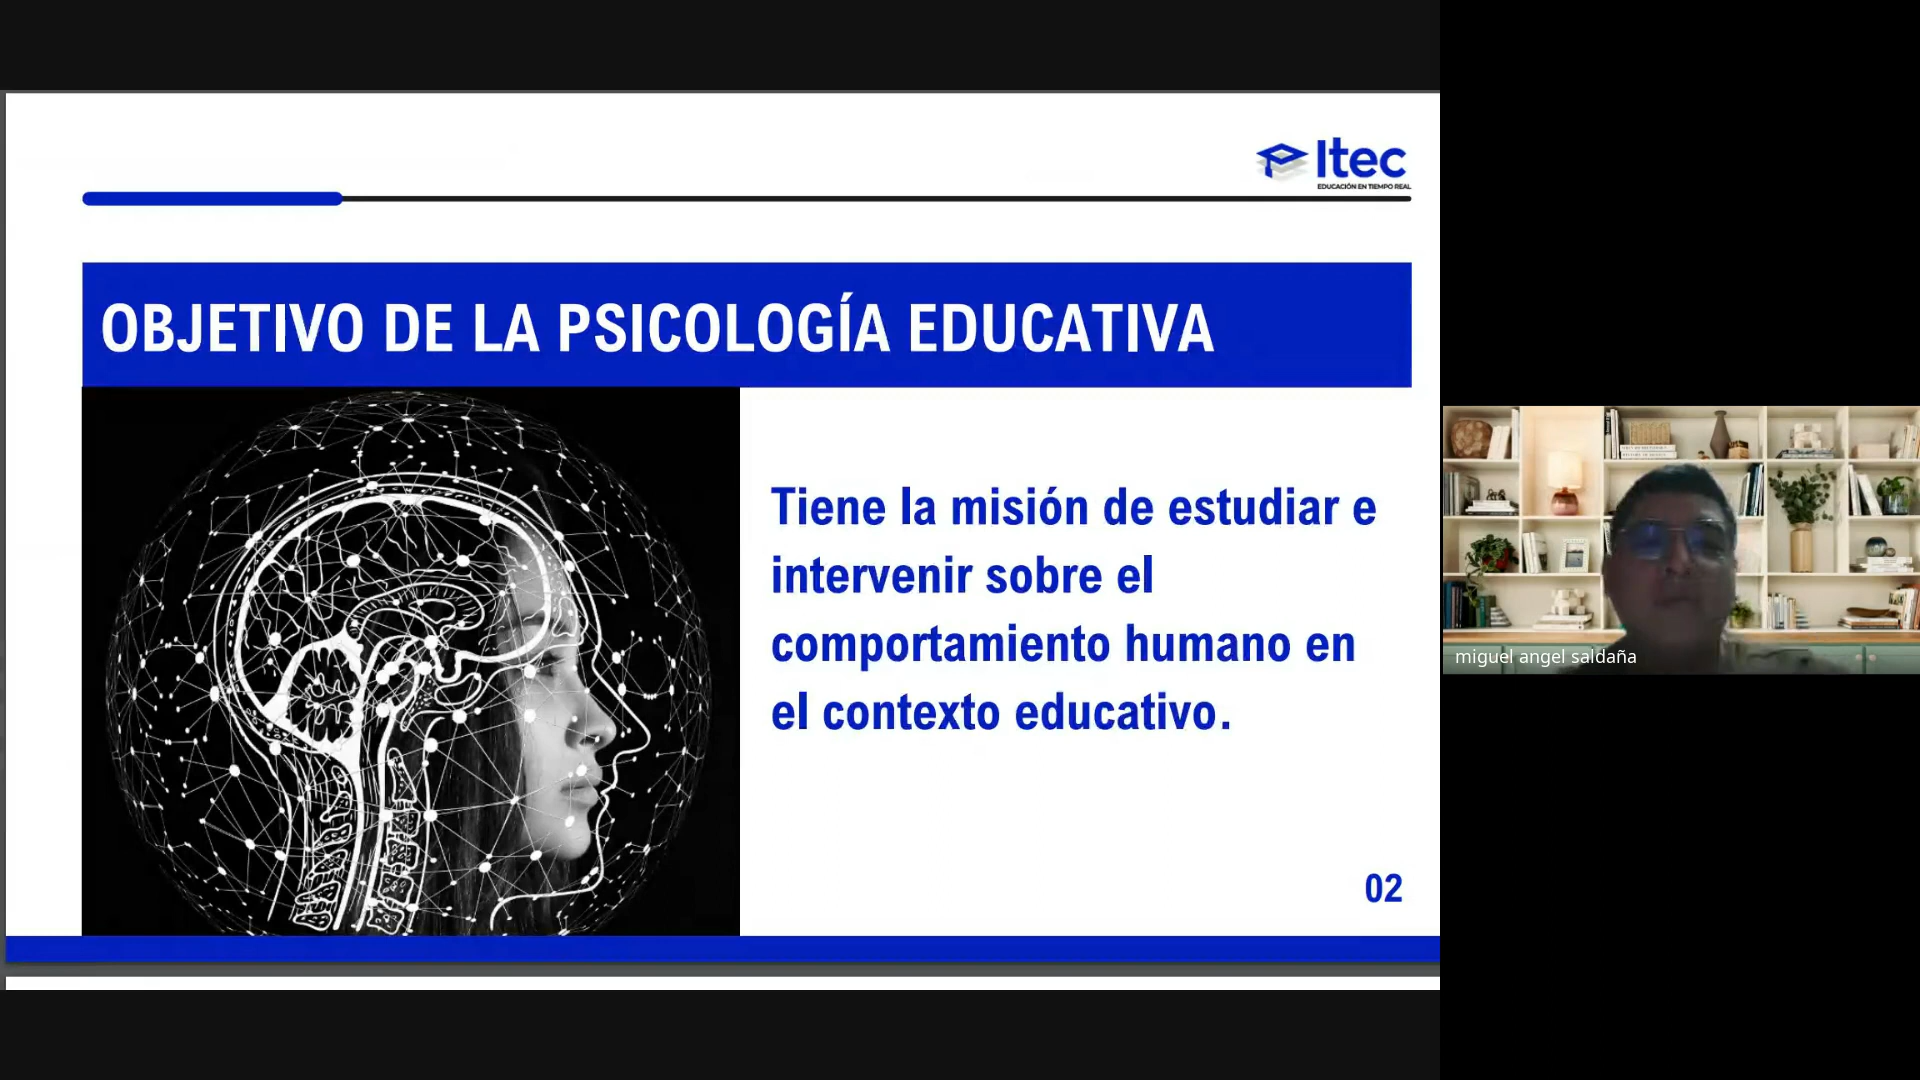 Itec
EDUCACIÓN EN TIEMPO REAL
OBJETIVO DE LA PSICOLOGÍA EDUCATIVA
Tiene la misión de estudiar e
intervenir sobre el
comportamiento humano en
el contexto educativo.
02
miguel angel saldaña